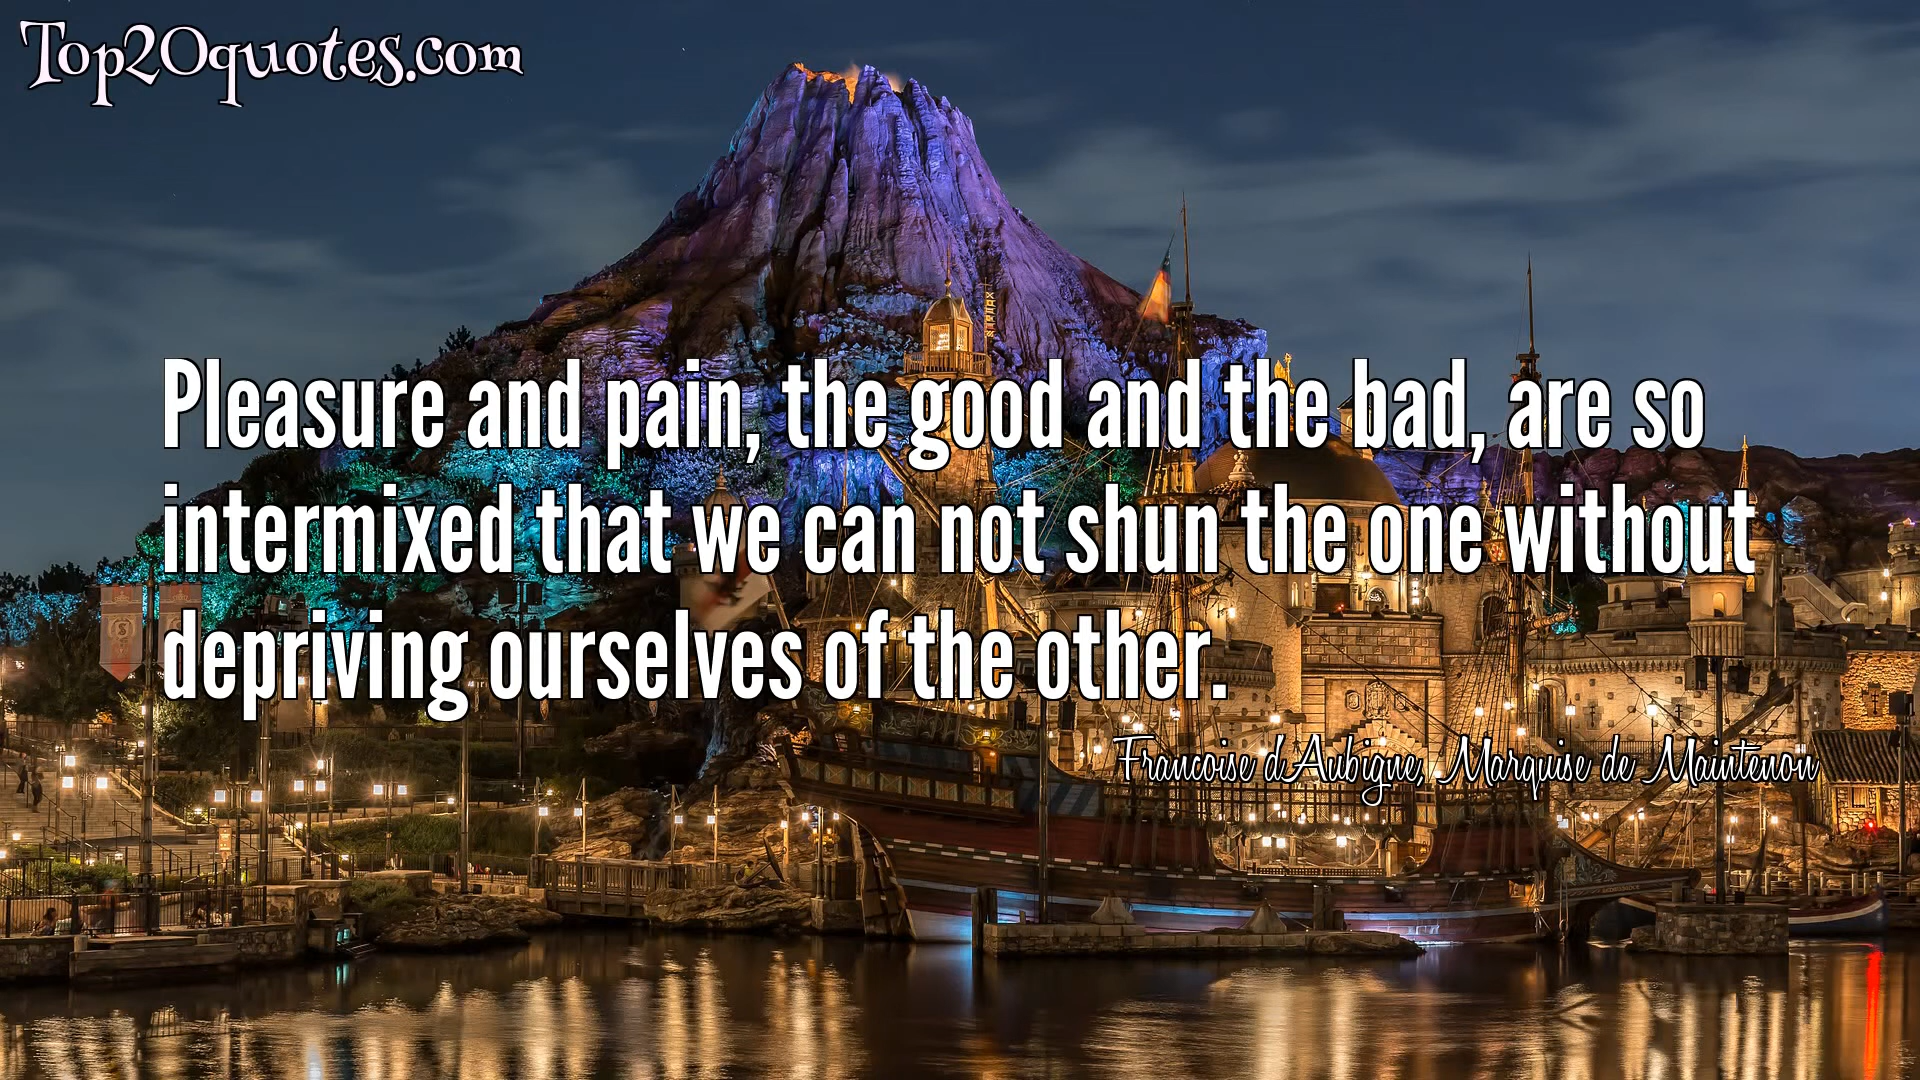 Top20quotes.com
Pleasure and pain, the good and the bad, are so
intermixed that we can not shun the one without
depriving ourselves of the other.
Francoise dAubigne, Marquise de Maintenon